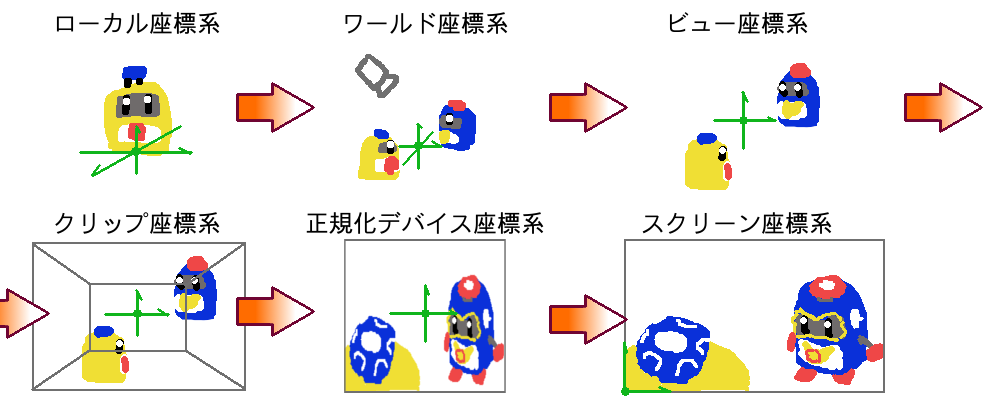 ローカル座標系
ワールド座標系
ビュー座標系
クリップ座標系
正規化デバイス座標系
スクリーン座標系